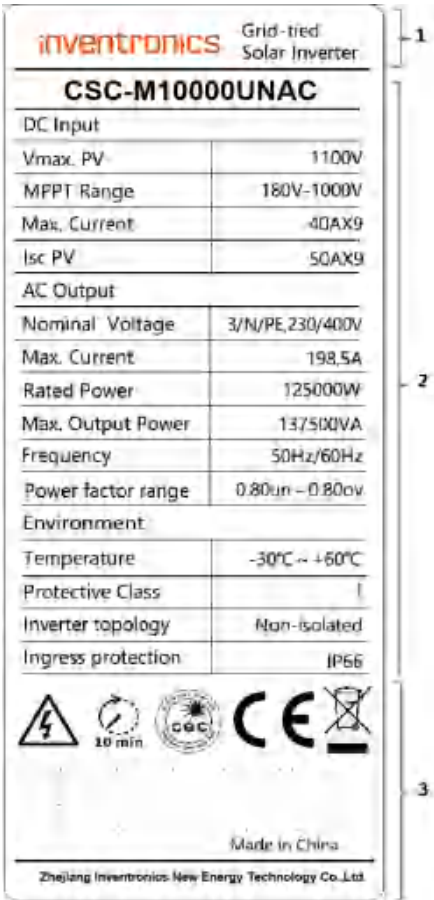 inventronics
Grid-tied
Solar Inverter
1
CSC-M10000UNAC
DC Input
Vmax. PV 1100V
MPPT Range 180V-1000V
Max. Current 40AX9
Isc PV 50AX9
AC Output
Nominal Voltage 3/N/PE,230/400V
Max. Current 198,5A
Rated Power 125000W
2
Max. Output Power 137500VA
Frequency 50Hz/60Hz
Power factor range 0.80un ~ 0.80ov
Environment
Temperature -30℃ ~ +60℃
Protective Class I
Inverter topology Non-isolated
Ingress protection IP66
10 min
CQC
CE
3
Made in China
Zhejiang Inventronics New Energy Technology Co.,Ltd